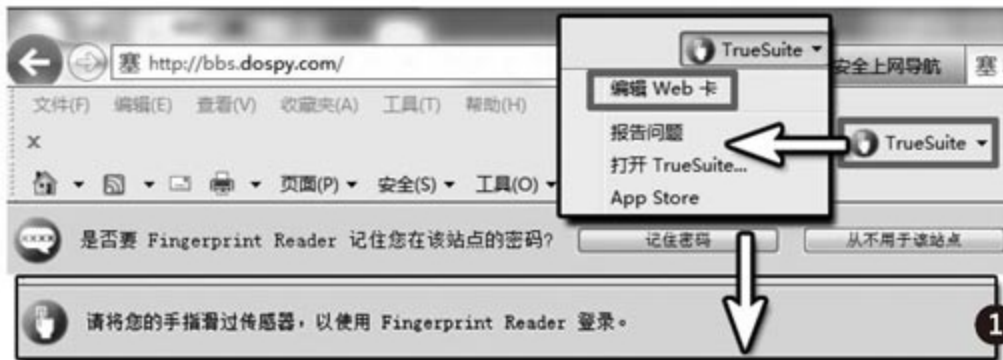 塞 http://bbs.dospy.com/
安全上网导航 塞
文件(F) 编辑(E) 查看(V) 收藏夹(A) 工具(T) 帮助(H)
x
页面(P) 安全(S) 工具(O)
TrueSuite
编辑 Web 卡
报告问题
打开 TrueSuite...
App Store
TrueSuite
是否要 Fingerprint Reader 记住您在该站点的密码? 记住密码 从不用于该站点
请将您的手指滑过传感器,以使用 Fingerprint Reader 登录。
1